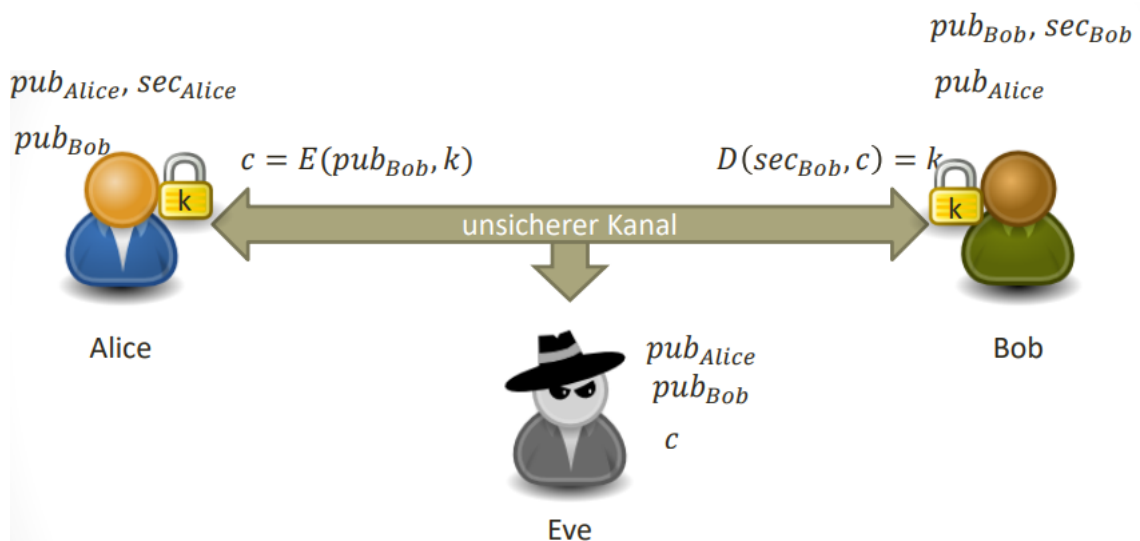 pub_Bob, sec_Bob
pub_Alice, sec_Alice
pub_Alice
pub_Bob
c = E(pub_Bob, k)
D(sec_Bob, c) = k
k
k
unsicherer Kanal
Alice
Bob
pub_Alice
pub_Bob
c
Eve